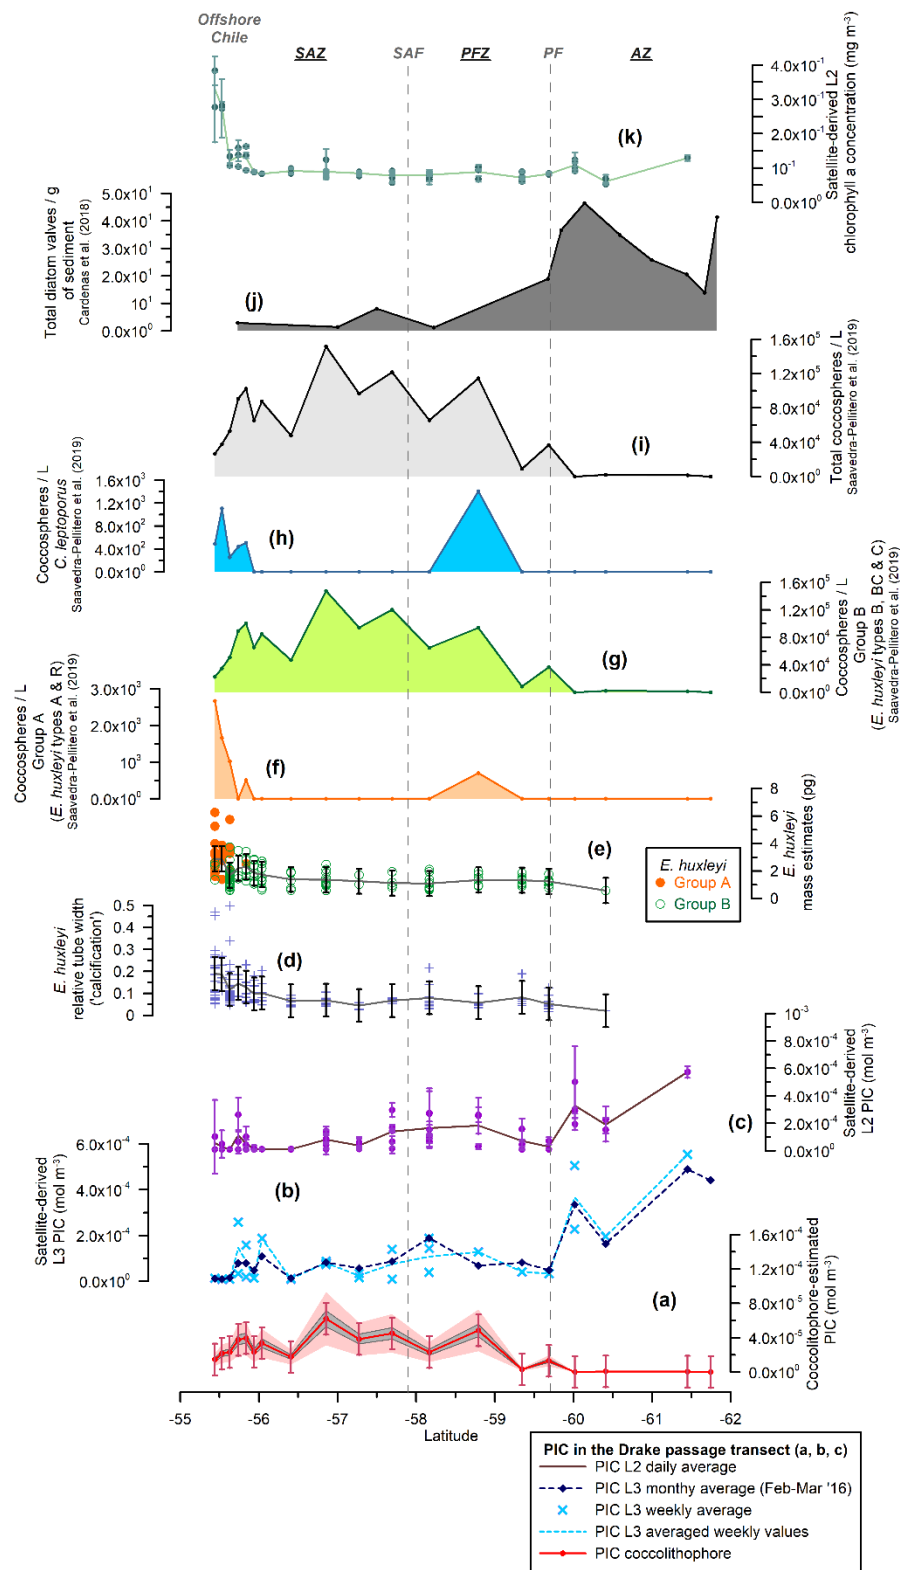 Offshore
Chile
SAZ
SAF
PFZ
PF
AZ
4.0x10⁻¹
3.0x10⁻¹
2.0x10⁻¹
10⁻¹
0.0x10⁰
Satellite-derived L2
chlorophyll a concentration (mg m⁻³)
(k)
5.0x10¹
4.0x10¹
3.0x10¹
2.0x10¹
10¹
0.0x10⁰
Total diatom valves / g
of sediment
Cardenas et al. (2018)
(j)
1.6x10⁵
1.2x10⁵
8.0x10⁴
4.0x10⁴
0.0x10⁰
Total coccospheres / L
Saavedra-Pellitero et al. (2019)
(i)
1.6x10³
1.2x10³
8.0x10²
4.0x10²
0.0x10⁰
Coccospheres / L
C. leptoporus
Saavedra-Pellitero et al. (2019)
(h)
1.6x10⁵
1.2x10⁵
8.0x10⁴
4.0x10⁴
0.0x10⁰
Coccospheres / L
Group B
(E. huxleyi types B, BC & C)
Saavedra-Pellitero et al. (2019)
(g)
3.0x10³
2.0x10³
10³
0.0x10⁰
Coccospheres / L
Group A
(E. huxleyi types A & R)
Saavedra-Pellitero et al. (2019)
(f)
8
6
4
2
0
E. huxleyi
mass estimates (pg)
(e)
E. huxleyi
Group A
Group B
0.5
0.4
0.3
0.2
0.1
0
E. huxleyi
relative tube width
('calcification')
(d)
10⁻³
8.0x10⁻⁴
6.0x10⁻⁴
4.0x10⁻⁴
2.0x10⁻⁴
0.0x10⁰
Satellite-derived
L2 PIC (mol m⁻³)
(c)
6.0x10⁻⁴
4.0x10⁻⁴
2.0x10⁻⁴
0.0x10⁰
Satellite-derived
L3 PIC (mol m⁻³)
(b)
1.6x10⁻⁴
1.2x10⁻⁴
8.0x10⁻⁵
4.0x10⁻⁵
0.0x10⁰
Coccolitophore-estimated
PIC (mol m⁻³)
(a)
-55
-56
-57
-58
-59
-60
-61
-62
Latitude
PIC in the Drake passage transect (a, b, c)
PIC L2 daily average
PIC L3 monthy average (Feb-Mar '16)
PIC L3 weekly average
PIC L3 averaged weekly values
PIC coccolithophore